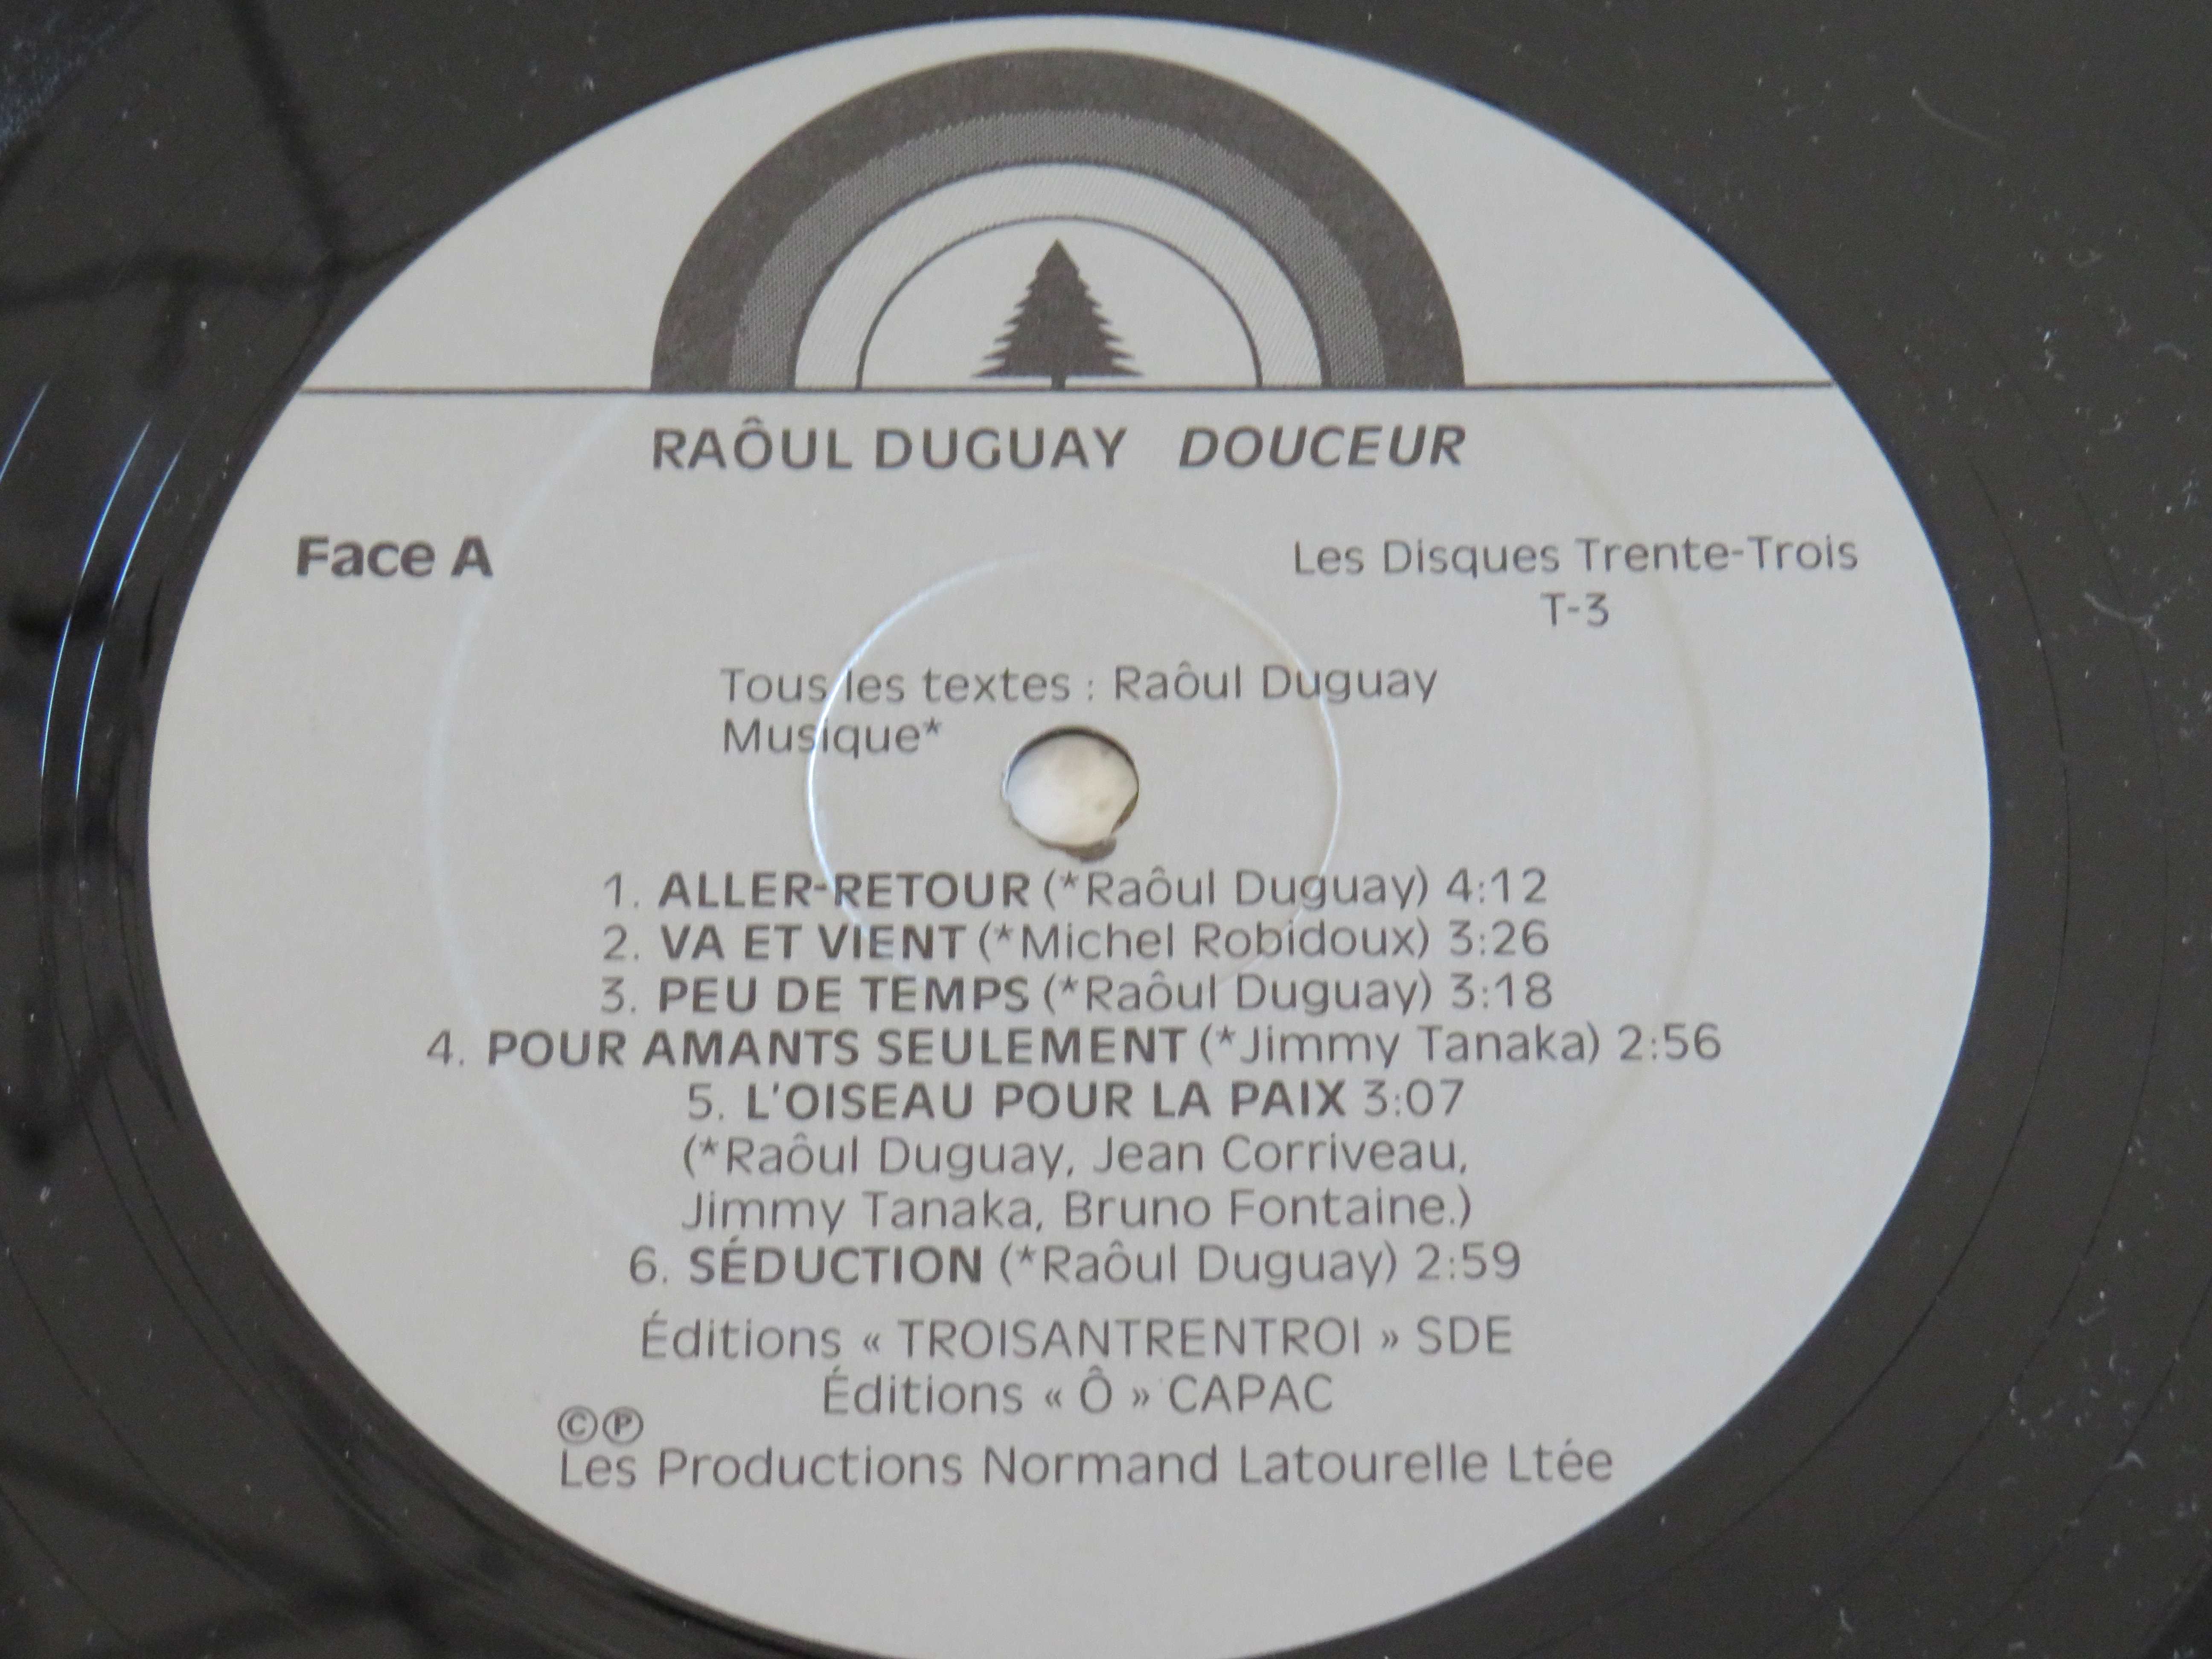 RAÔUL DUGUAY DOUCEUR
Face A
Les Disques Trente-Trois
T-3
Tous les textes : Raôul Duguay
Musique*
1. ALLER-RETOUR (*Raôul Duguay) 4:12
2. VA ET VIENT (*Michel Robidoux) 3:26
3. PEU DE TEMPS (*Raôul Duguay) 3:18
4. POUR AMANTS SEULEMENT (*Jimmy Tanaka) 2:56
5. L'OISEAU POUR LA PAIX 3:07
(*Raôul Duguay, Jean Corriveau,
Jimmy Tanaka, Bruno Fontaine.)
6. SÉDUCTION (*Raôul Duguay) 2:59
Éditions « TROISANTRENTROI » SDE
Éditions « Ô » CAPAC
©℗
Les Productions Normand Latourelle Ltée